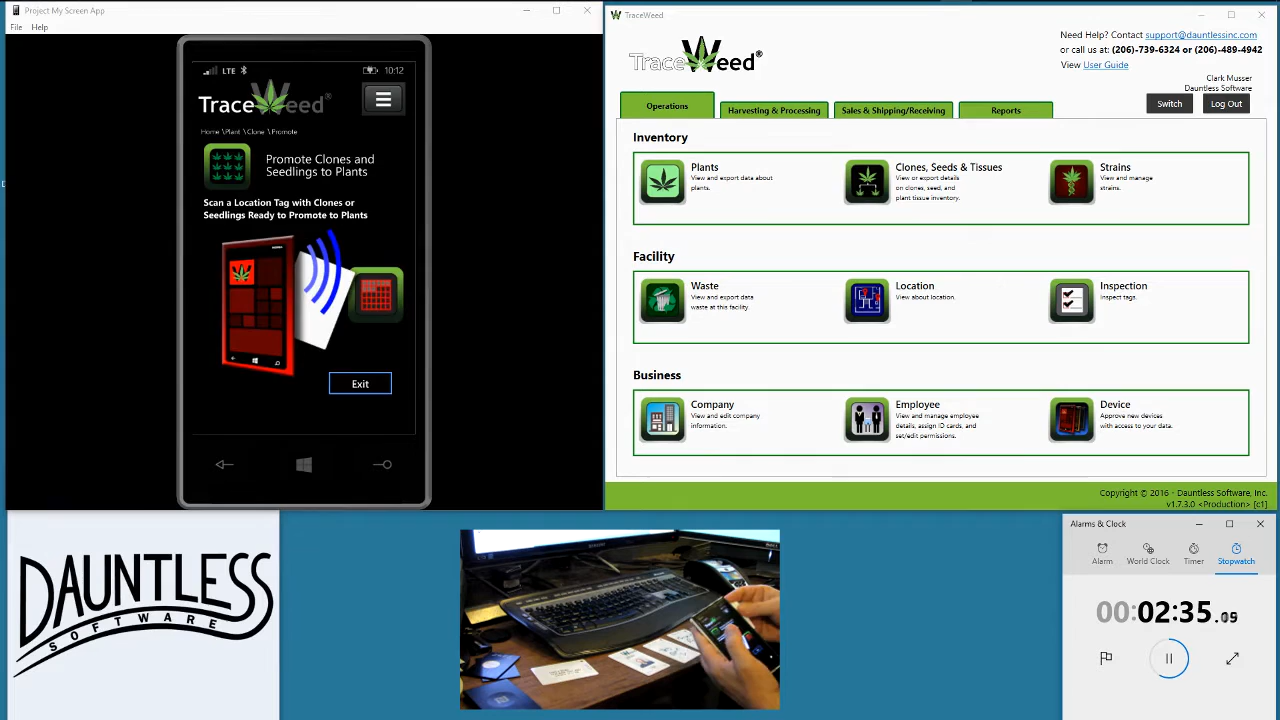 Project My Screen App
File Help
LTE 10:12
TraceWeed®
Home \Plant \Clone \Promote
Promote Clones and
Seedlings to Plants
Scan a Location Tag with Clones or
Seedlings Ready to Promote to Plants
Exit
TraceWeed
TraceWeed®
Need Help? Contact support@dauntlessinc.com
or call us at: (206)-739-6324 or (206)-489-4942
View User Guide
Clark Musser
Dauntless Software
Switch Log Out
Operations Harvesting & Processing Sales & Shipping/Receiving Reports
Inventory
Plants
View and export data about
plants.
Clones, Seeds & Tissues
View or export details
on clones, seed, and
plant tissue inventory.
Strains
View and manage
strains.
Facility
Waste
View and export data
waste at this facility.
Location
View about location.
Inspection
Inspect tags.
Business
Company
View and edit company
information.
Employee
View and manage employee
details, assign ID cards, and
set/edit permissions.
Device
Approve new devices
with access to your data.
Copyright © 2016 - Dauntless Software, Inc.
v1.7.3.0 <Production> [c1]
DAUNTLESS
SOFTWARE
Alarms & Clock
Alarm World Clock Timer Stopwatch
00:02:35.09